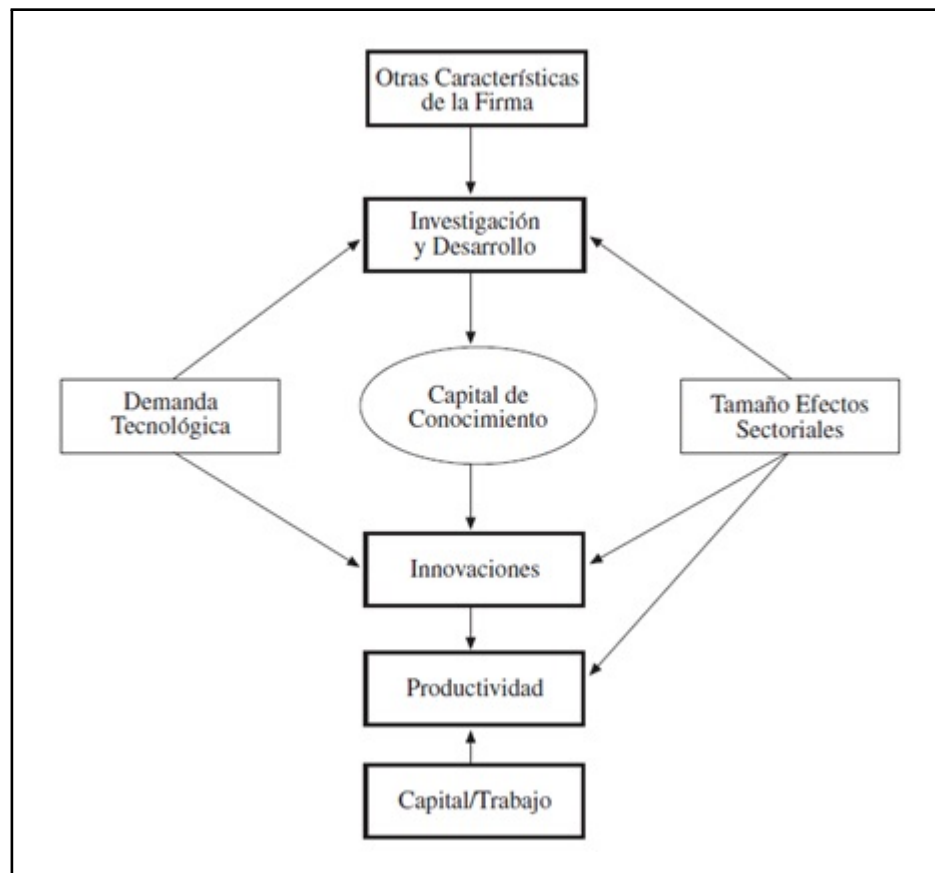 Otras Características
de la Firma
Investigación
y Desarrollo
Demanda
Tecnológica
Capital de
Conocimiento
Tamaño Efectos
Sectoriales
Innovaciones
Productividad
Capital/Trabajo